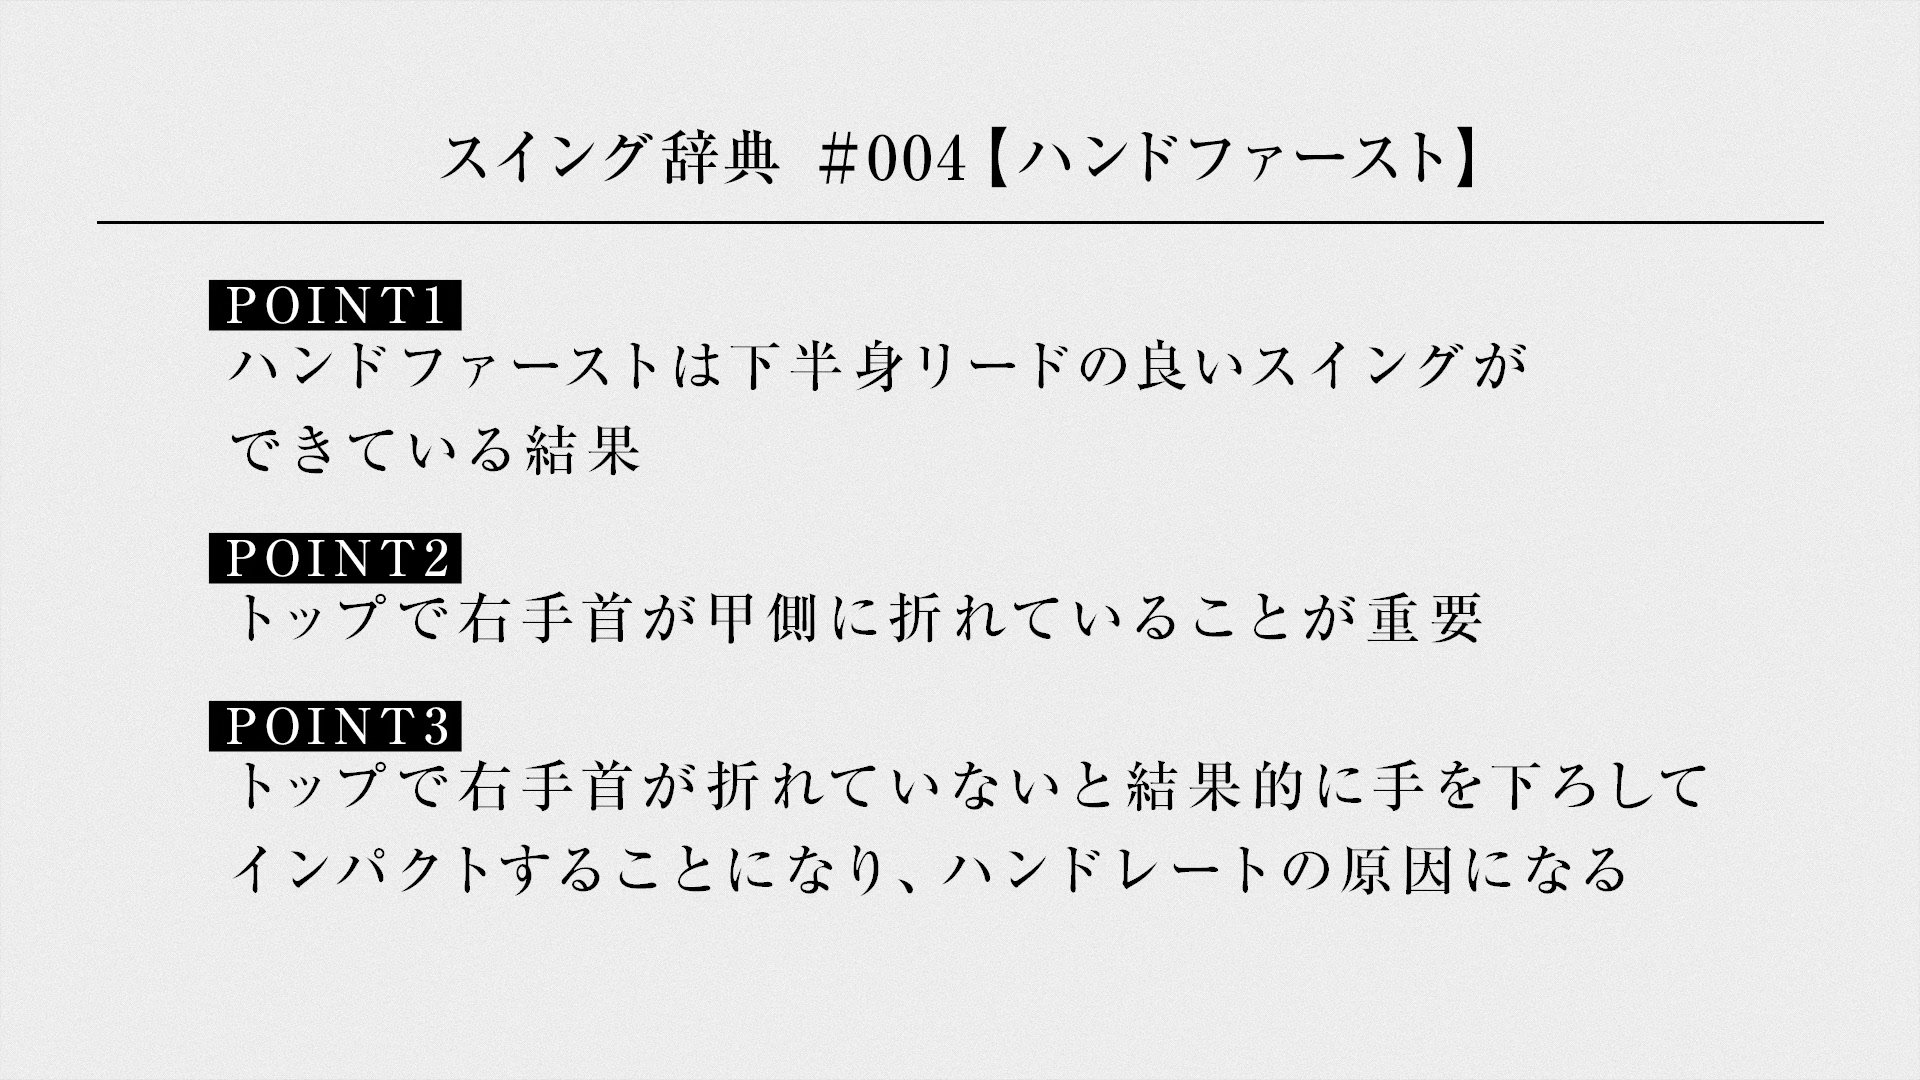 スイング辞典 #004【ハンドファースト】
POINT1
ハンドファーストは下半身リードの良いスイングが
できている結果
POINT2
トップで右手首が甲側に折れていることが重要
POINT3
トップで右手首が折れていないと結果的に手を下ろして
インパクトすることになり、ハンドレートの原因になる